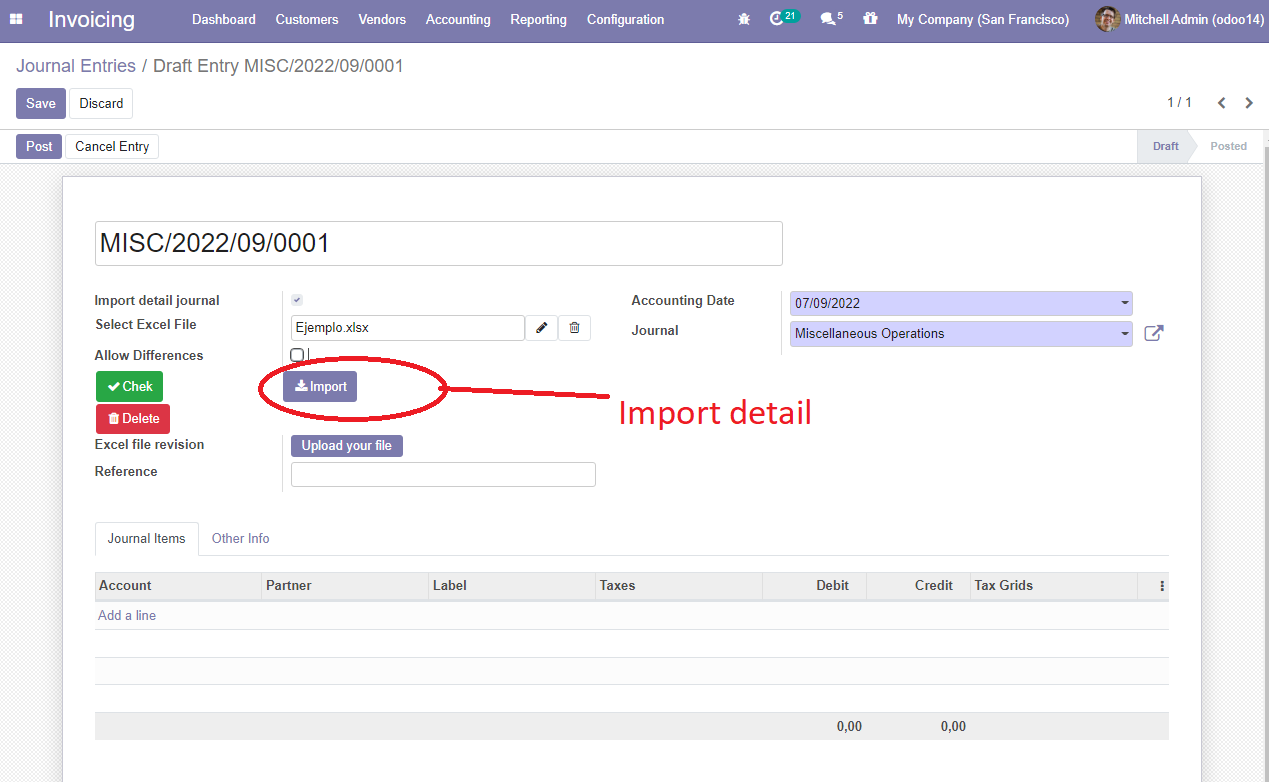 Invoicing Dashboard Customers Vendors Accounting Reporting Configuration 21 5 My Company (San Francisco) Mitchell Admin (odoo14)
Journal Entries / Draft Entry MISC/2022/09/0001
Save Discard 1 / 1
Post Cancel Entry Draft Posted
MISC/2022/09/0001
Import detail journal Accounting Date 07/09/2022
Select Excel File Ejemplo.xlsx Journal Miscellaneous Operations
Allow Differences
Chek Import
Import detail
Delete
Excel file revision Upload your file
Reference
Journal Items Other Info
Account Partner Label Taxes Debit Credit Tax Grids
Add a line
0,00 0,00